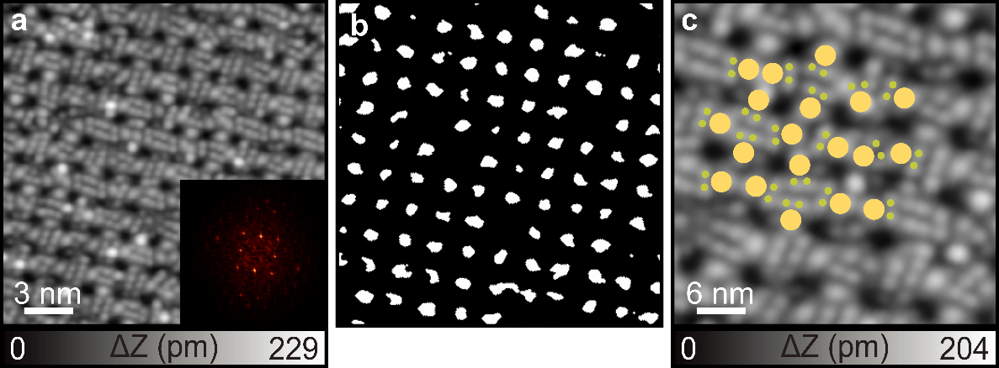 a
3 nm
0 ΔZ (pm) 229
b
c
6 nm
0 ΔZ (pm) 204